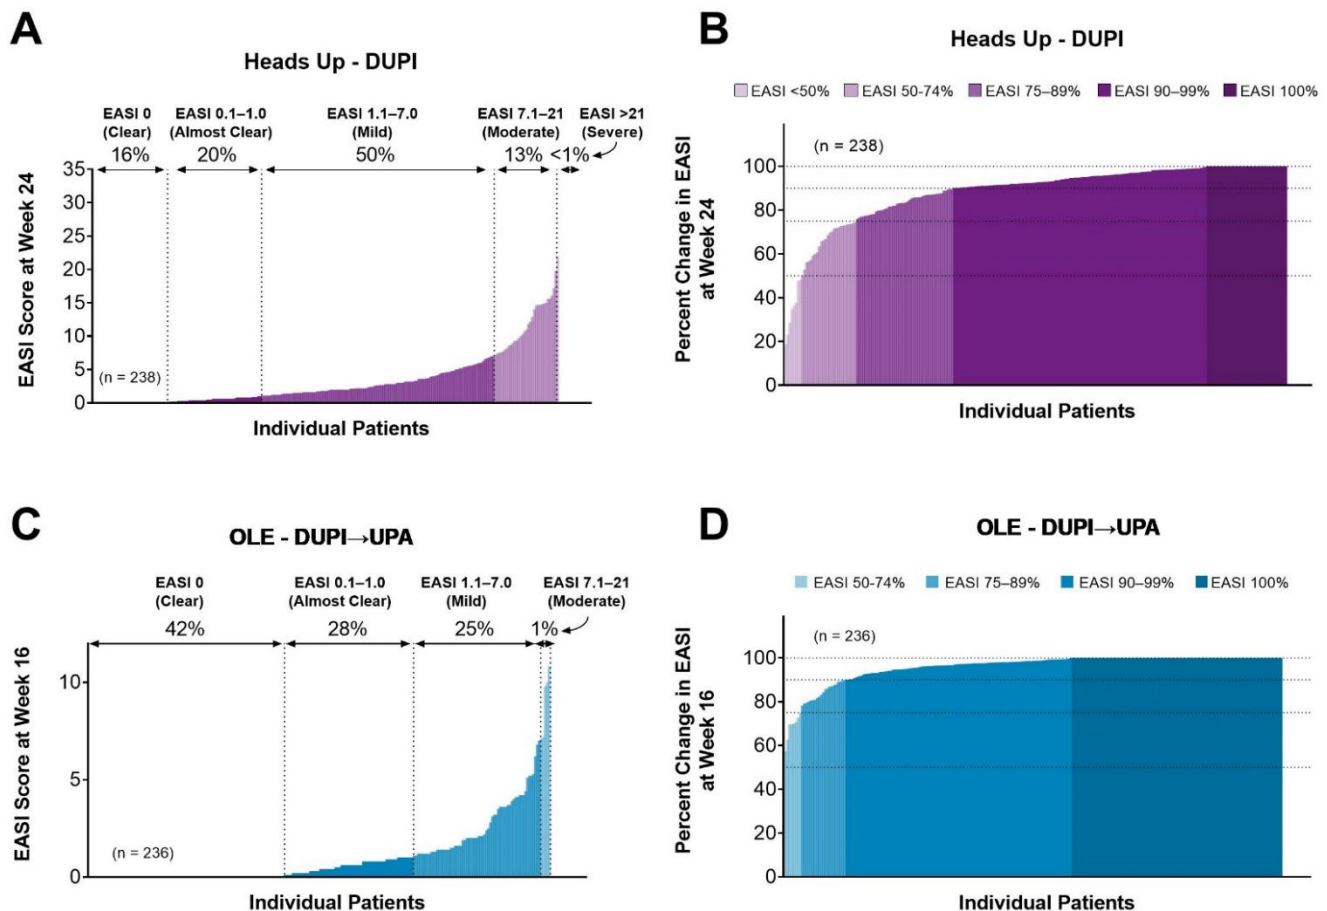 A
Heads Up - DUPI
EASI 0
(Clear)
16%
EASI 0.1–1.0
(Almost Clear)
20%
EASI 1.1–7.0
(Mild)
50%
EASI 7.1–21
(Moderate)
13%
EASI >21
(Severe)
<1%
EASI Score at Week 24
35
30
25
20
15
10
5
0
(n = 238)
Individual Patients
B
Heads Up - DUPI
EASI <50%
EASI 50-74%
EASI 75–89%
EASI 90–99%
EASI 100%
Percent Change in EASI
at Week 24
100
80
60
40
20
0
(n = 238)
Individual Patients
C
OLE - DUPI→UPA
EASI 0
(Clear)
42%
EASI 0.1–1.0
(Almost Clear)
28%
EASI 1.1–7.0
(Mild)
25%
EASI 7.1–21
(Moderate)
1%
EASI Score at Week 16
10
5
0
(n = 236)
Individual Patients
D
OLE - DUPI→UPA
EASI 50-74%
EASI 75–89%
EASI 90–99%
EASI 100%
Percent Change in EASI
at Week 16
100
80
60
40
20
0
(n = 236)
Individual Patients